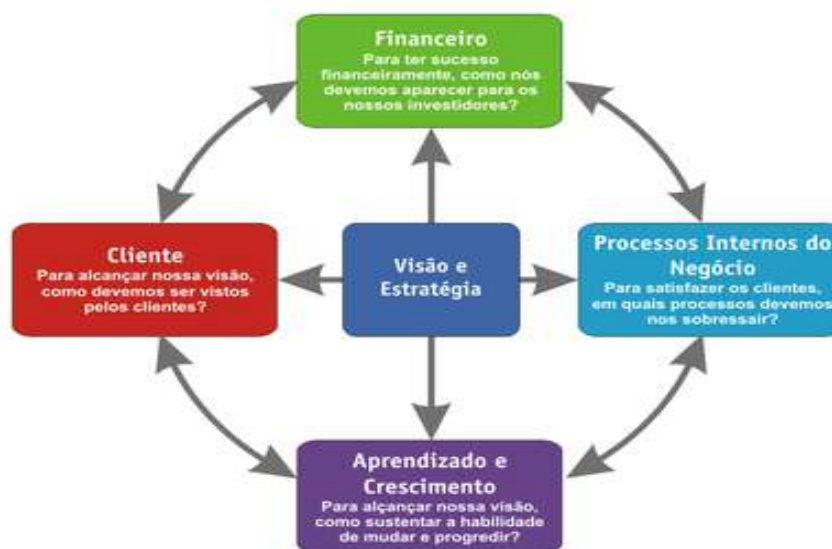 Financeiro
Para ter sucesso
financeiramente, como nós
devemos aparecer para os
nossos investidores?
Cliente
Para alcançar nossa visão,
como devemos ser vistos
pelos clientes?
Visão e
Estratégia
Processos Internos do
Negócio
Para satisfazer os clientes,
em quais processos devemos
nos sobressair?
Aprendizado e
Crescimento
Para alçançar nossa visão,
como sustentar a habilidade
de mudar e progredir?